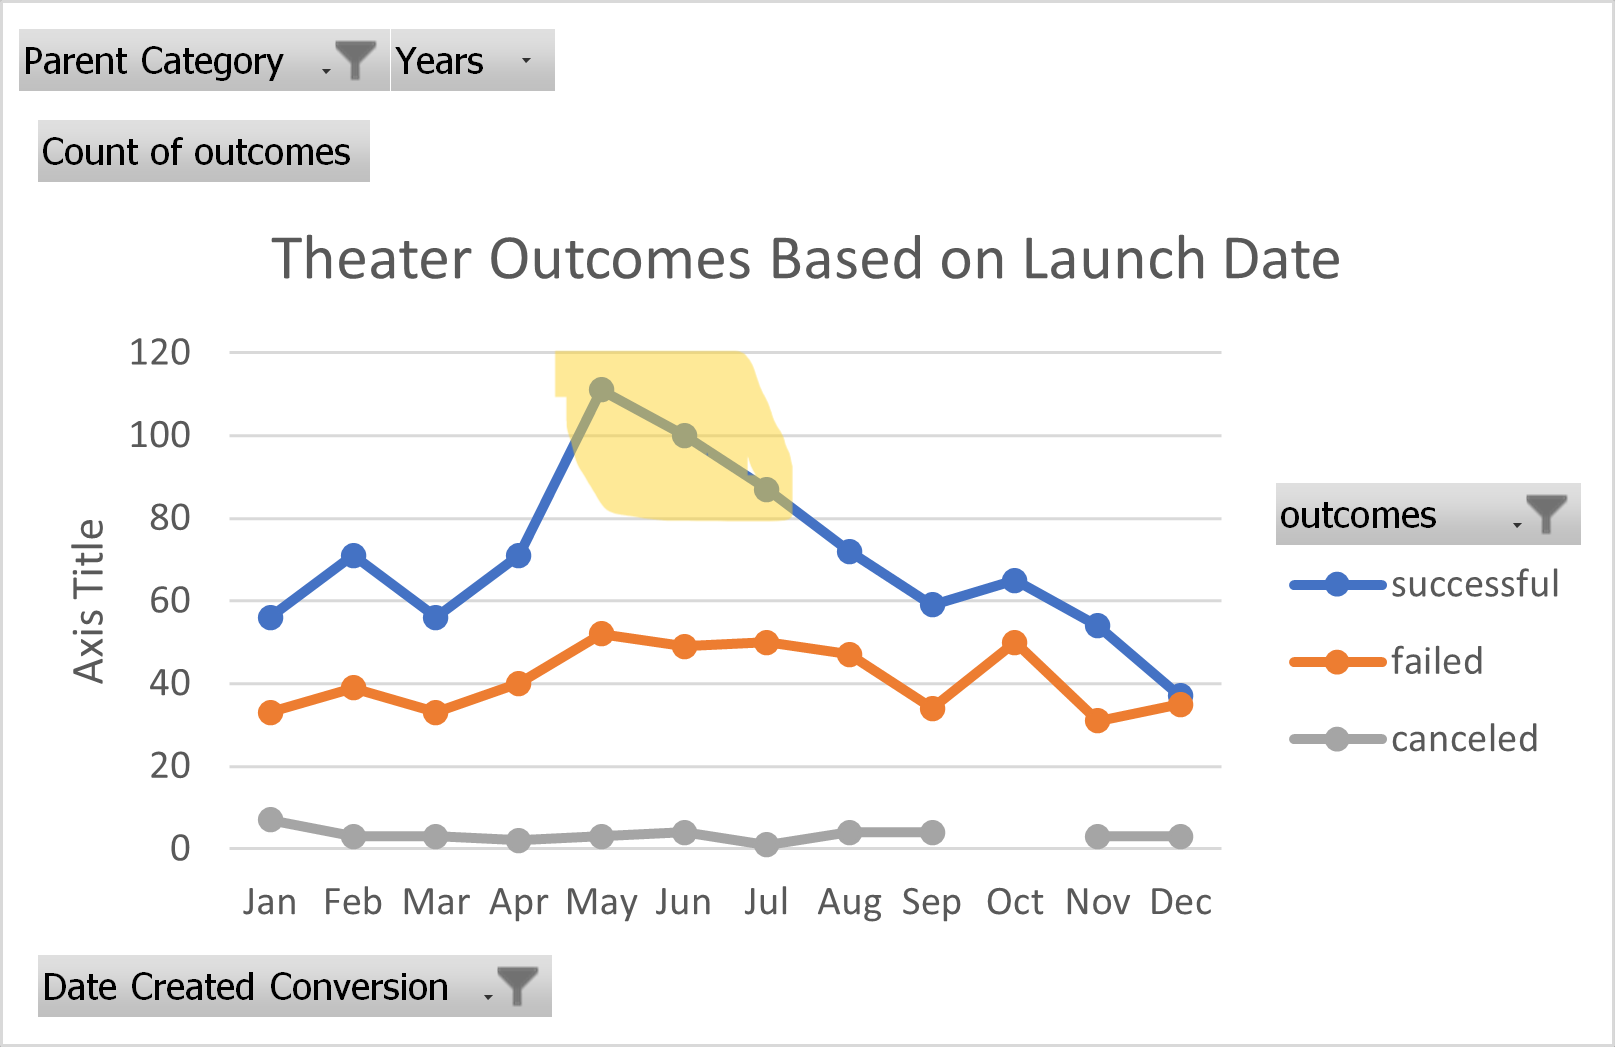 Parent Category Years
Count of outcomes
Theater Outcomes Based on Launch Date
120
100
80
60
40
20
0
Axis Title
Jan Feb Mar Apr May Jun Jul Aug Sep Oct Nov Dec
outcomes
successful
failed
canceled
Date Created Conversion